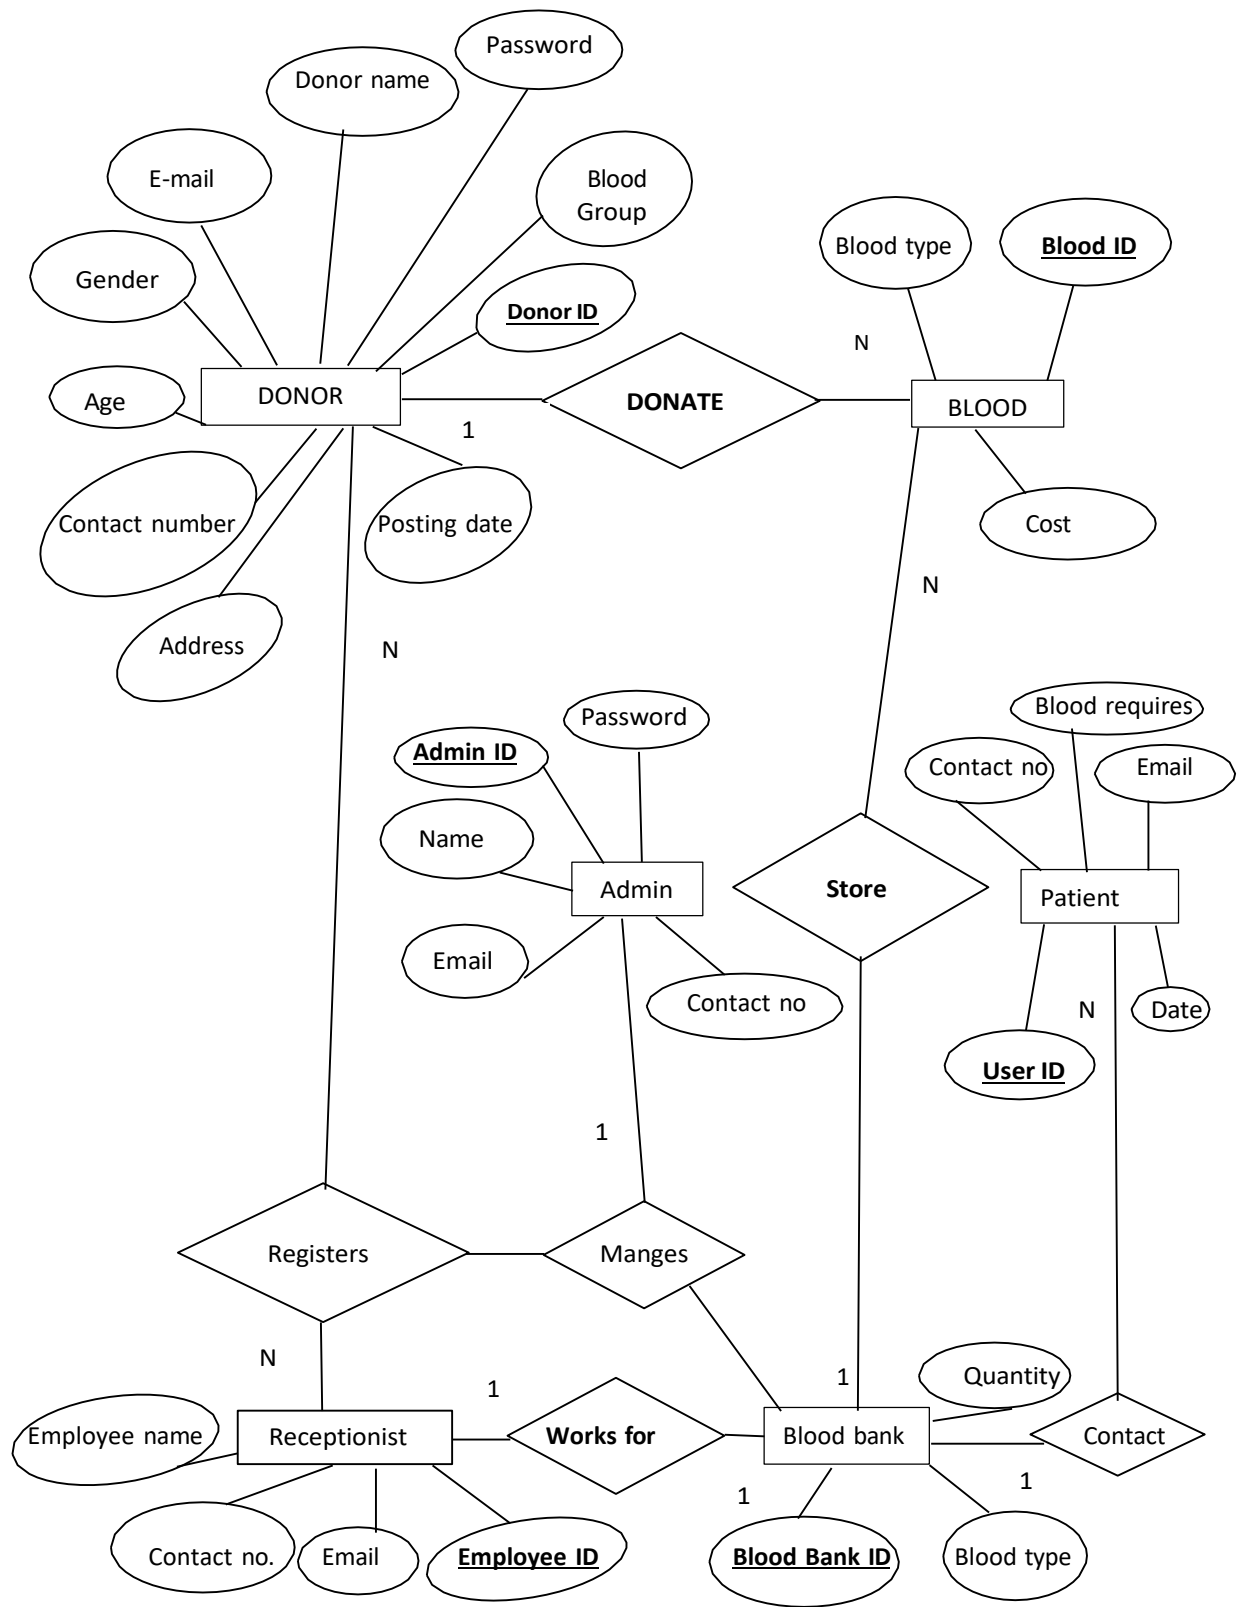 Password
Donor name
E-mail
Blood
Group
Blood type
Blood ID
Gender
Donor ID
N
DONOR
Age
DONATE
BLOOD
1
Contact number
Posting date
Cost
N
Address
N
Blood requires
Password
Admin ID
Contact no
Email
Name
Admin
Store
Patient
Email
Contact no
N
Date
User ID
1
Registers
Manges
N
1
1
Quantity
Employee name
Receptionist
Works for
Blood bank
Contact
1
1
Contact no.
Email
Employee ID
Blood Bank ID
Blood type